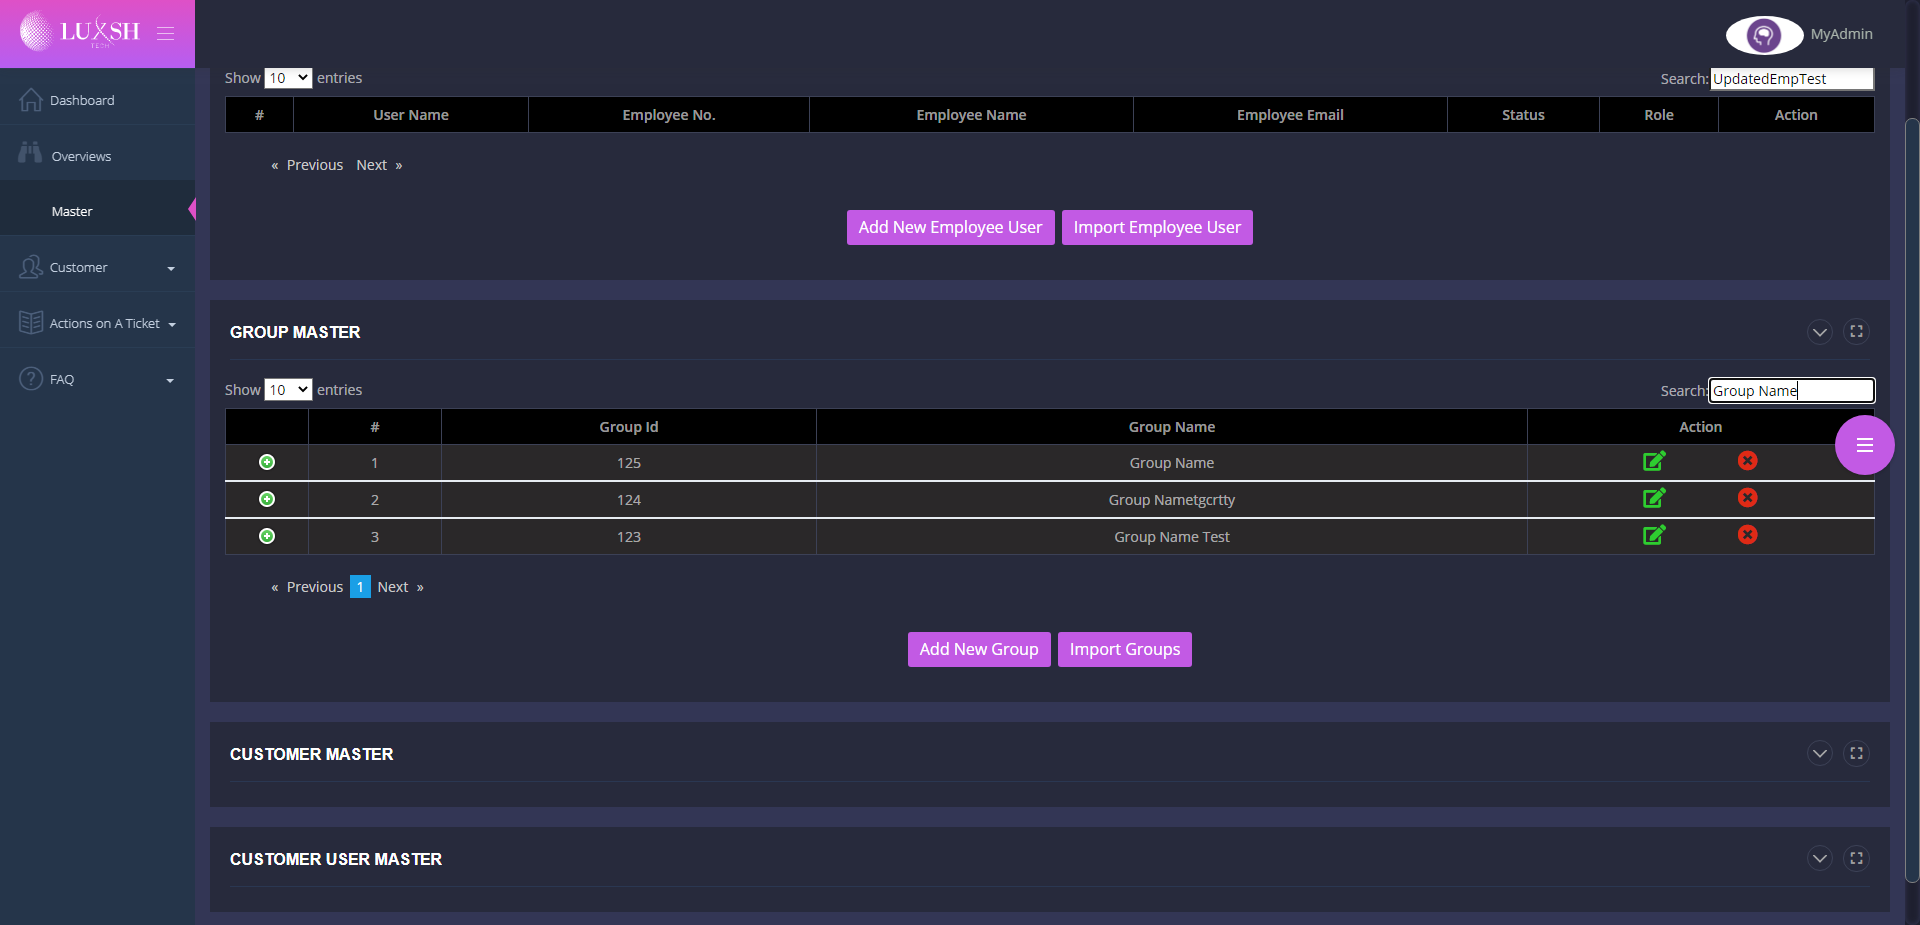 LUXSH
TECH
MyAdmin
Dashboard
Overviews
Master
Customer
Actions on A Ticket
FAQ
Show 10 entries
Search: UpdatedEmpTest
# User Name Employee No. Employee Name Employee Email Status Role Action
« Previous Next »
Add New Employee User Import Employee User
GROUP MASTER
Show 10 entries
Search: Group Name
# Group Id Group Name Action
1 125 Group Name
2 124 Group Nametgcrtty
3 123 Group Name Test
« Previous 1 Next »
Add New Group Import Groups
CUSTOMER MASTER
CUSTOMER USER MASTER